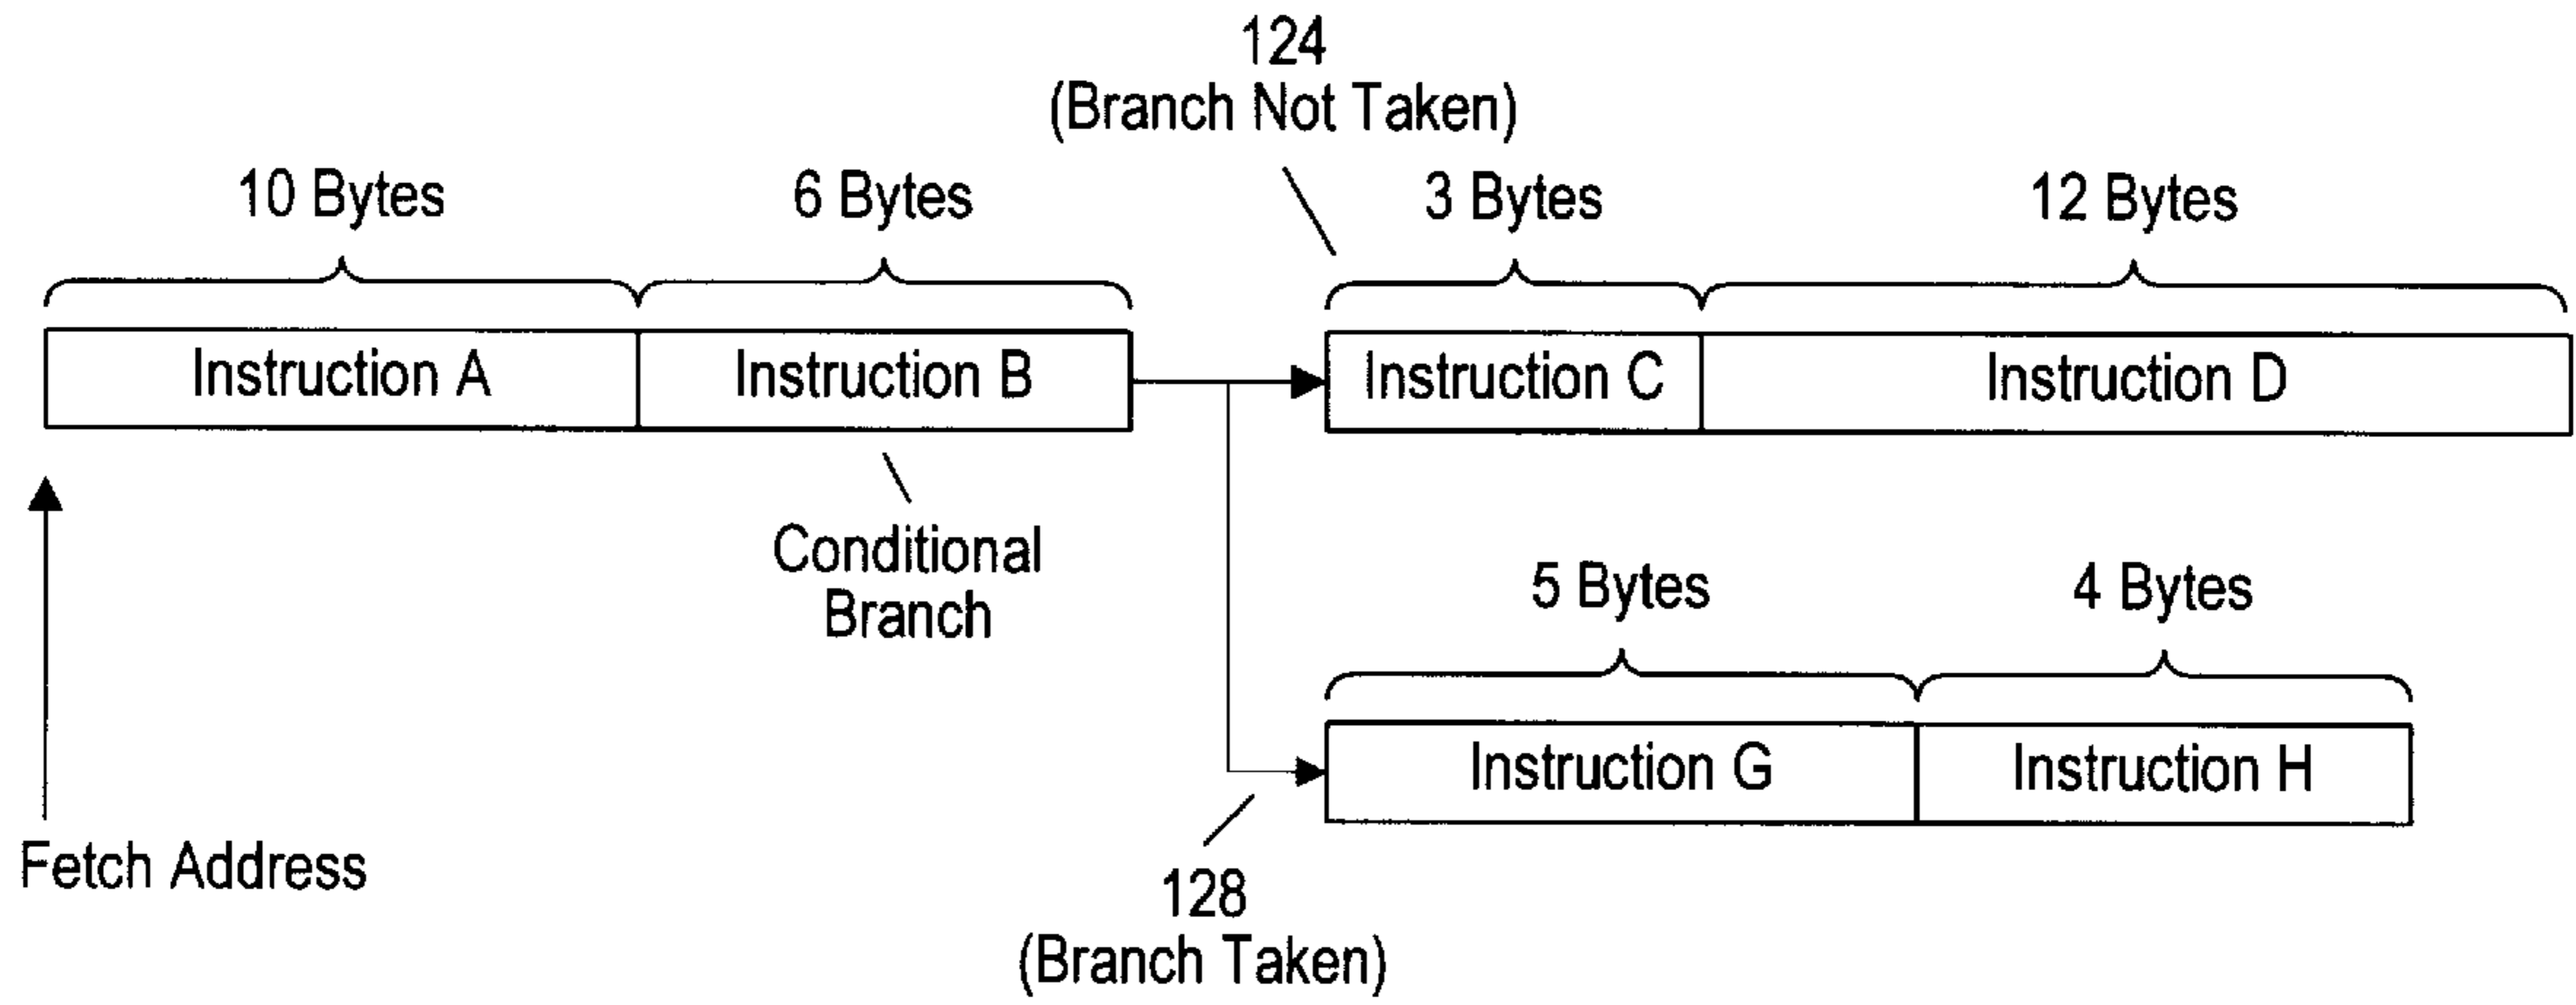 124
(Branch Not Taken)
10 Bytes
6 Bytes
3 Bytes
12 Bytes
Instruction A
Instruction B
Instruction C
Instruction D
Conditional
Branch
5 Bytes
4 Bytes
Instruction G
Instruction H
Fetch Address
128
(Branch Taken)